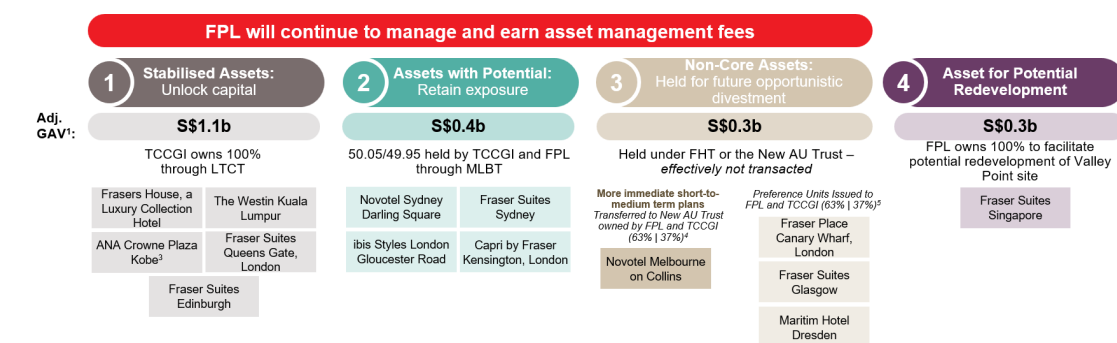 FPL will continue to manage and earn asset management fees
1
Stabilised Assets:
Unlock capital
2
Assets with Potential:
Retain exposure
3
Non-Core Assets:
Held for future opportunistic
divestment
4
Asset for Potential
Redevelopment
Adj.
GAV¹:
S$1.1b
S$0.4b
S$0.3b
S$0.3b
TCCGI owns 100%
through LTCT
50.05/49.95 held by TCCGI and FPL
through MLBT
Held under FHT or the New AU Trust –
effectively not transacted
FPL owns 100% to facilitate
potential redevelopment of Valley
Point site
Frasers House, a
Luxury Collection
Hotel
The Westin Kuala
Lumpur
ANA Crowne Plaza
Kobe³
Fraser Suites
Queens Gate,
London
Fraser Suites
Edinburgh
Novotel Sydney
Darling Square
Fraser Suites
Sydney
ibis Styles London
Gloucester Road
Capri by Fraser
Kensington, London
More immediate short-to-
medium term plans
Transferred to New AU Trust
owned by FPL and TCCGI
(63% | 37%)⁴
Novotel Melbourne
on Collins
Preference Units Issued to
FPL and TCCGI (63% | 37%)⁵
Fraser Place
Canary Wharf,
London
Fraser Suites
Glasgow
Maritim Hotel
Dresden
Fraser Suites
Singapore